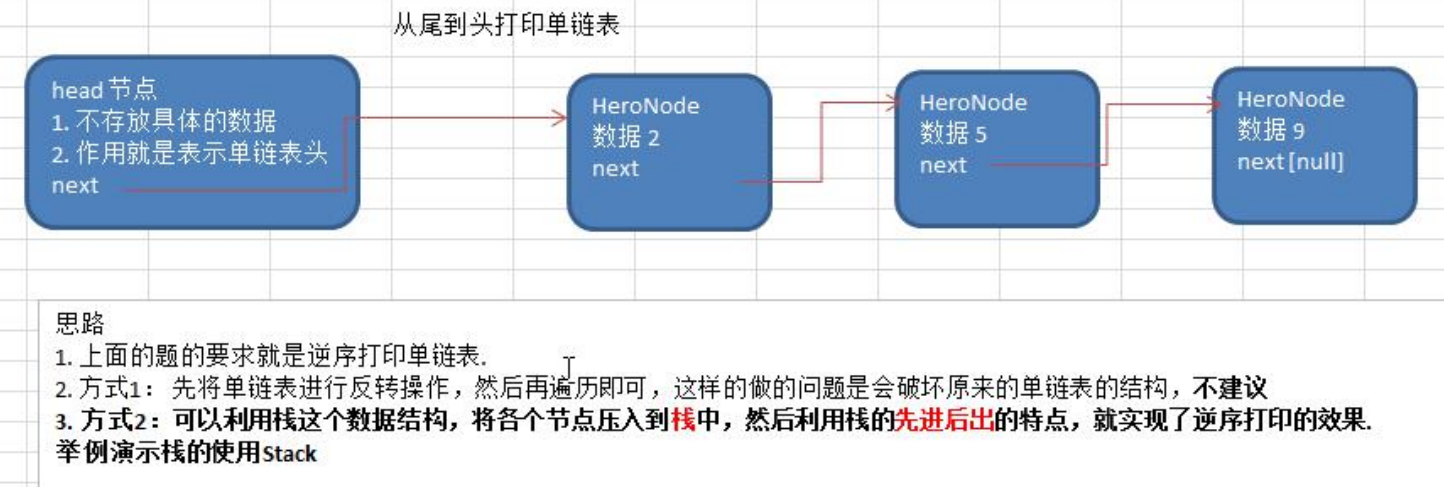 从尾到头打印单链表
head 节点
1. 不存放具体的数据
2. 作用就是表示单链表头
next
HeroNode
数据 2
next
HeroNode
数据 5
next
HeroNode
数据 9
next [null]
思路
1. 上面的题的要求就是逆序打印单链表.
2. 方式1： 先将单链表进行反转操作，然后再遍历即可，这样的做的问题是会破坏原来的单链表的结构，不建议
3. 方式2：可以利用栈这个数据结构，将各个节点压入到栈中，然后利用栈的先进后出的特点，就实现了逆序打印的效果.
举例演示栈的使用Stack